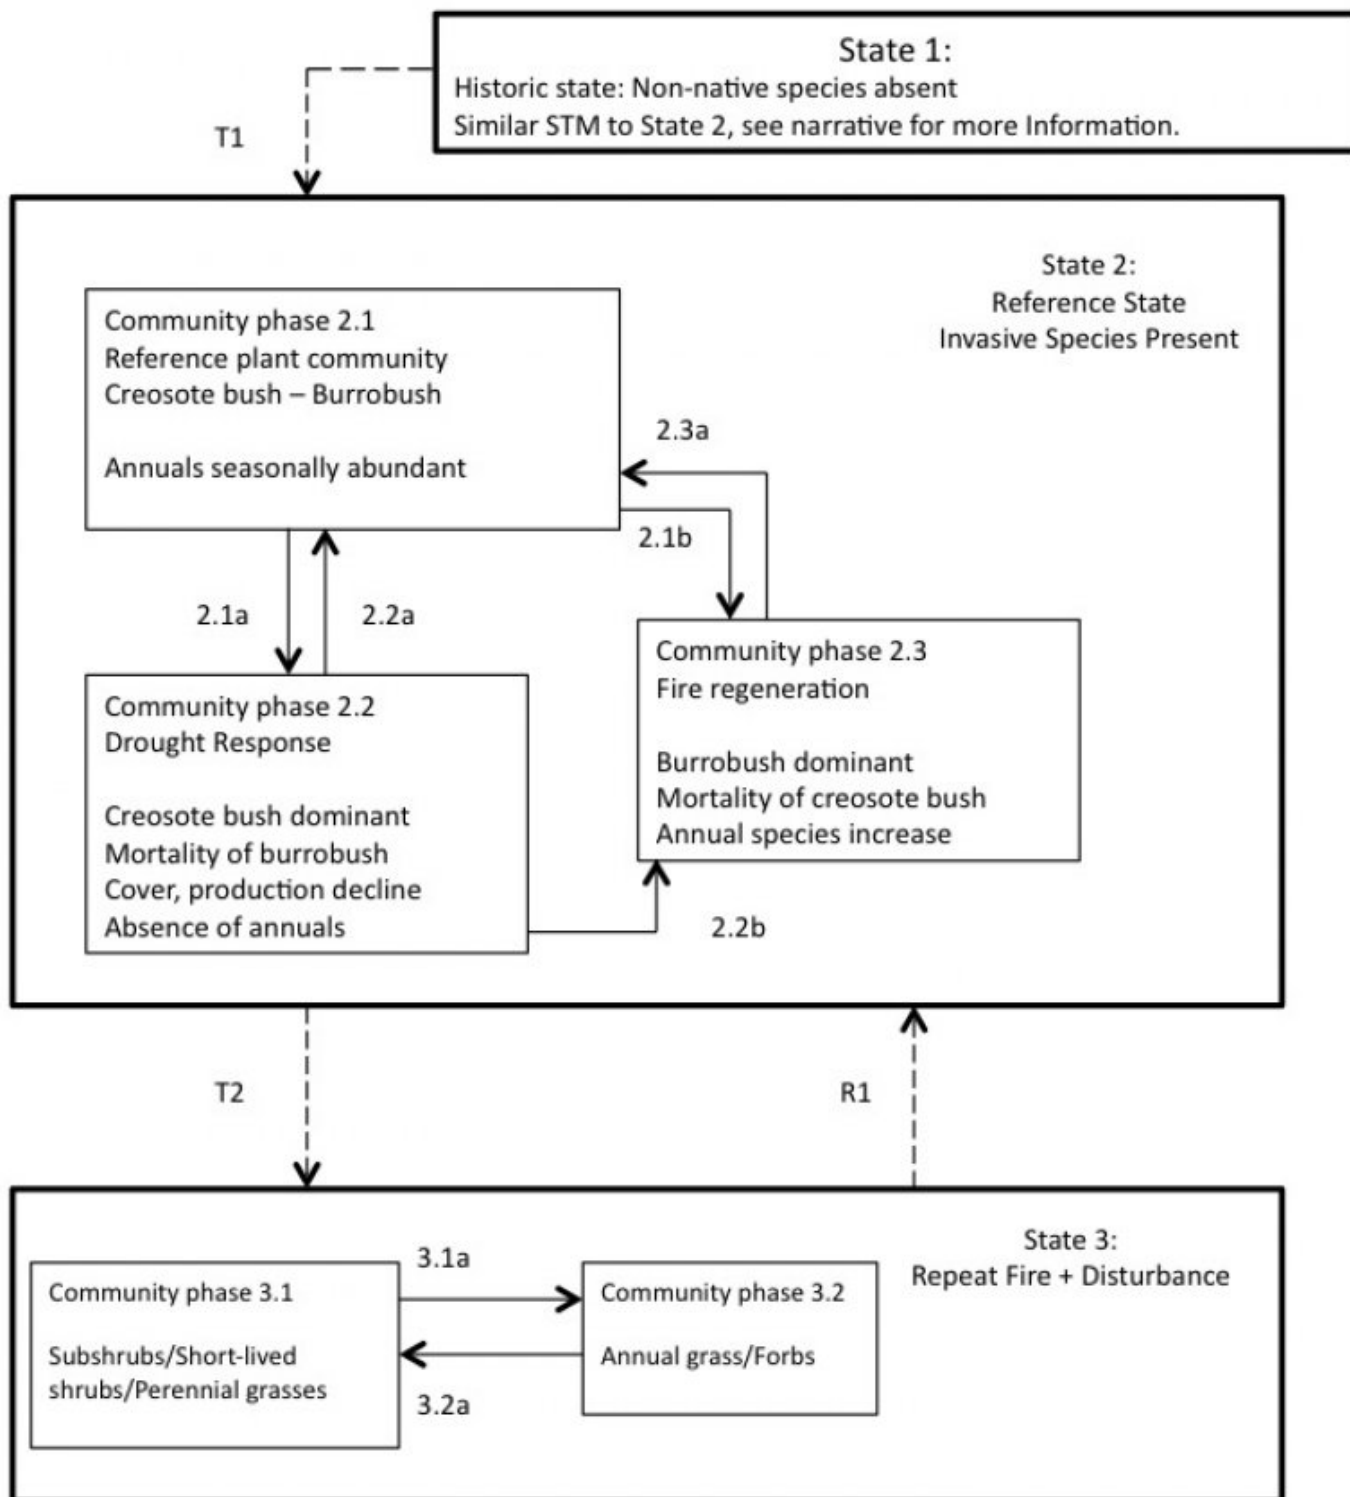 State 1:
Historic state: Non-native species absent
Similar STM to State 2, see narrative for more Information.
T1
State 2:
Reference State
Invasive Species Present
Community phase 2.1
Reference plant community
Creosote bush – Burrobush
Annuals seasonally abundant
2.3a
2.1b
2.1a
2.2a
Community phase 2.3
Fire regeneration
Burrobush dominant
Mortality of creosote bush
Annual species increase
Community phase 2.2
Drought Response
Creosote bush dominant
Mortality of burrobush
Cover, production decline
Absence of annuals
2.2b
T2
R1
State 3:
Repeat Fire + Disturbance
Community phase 3.1
Subshrubs/Short-lived
shrubs/Perennial grasses
3.1a
3.2a
Community phase 3.2
Annual grass/Forbs